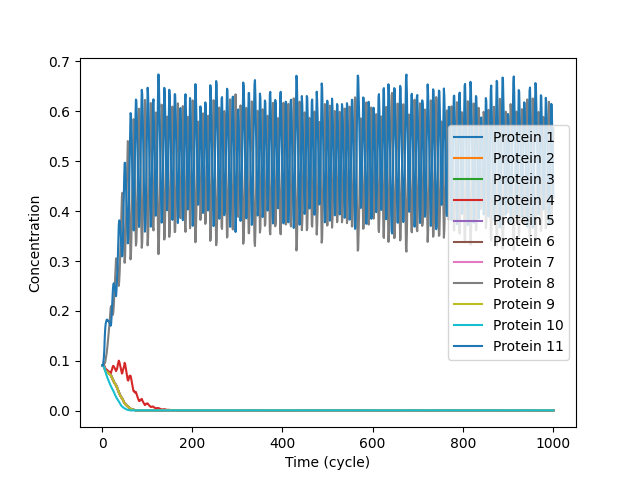 0.7
0.6
0.5
0.4
0.3
0.2
0.1
0.0
Concentration
Protein 1
Protein 2
Protein 3
Protein 4
Protein 5
Protein 6
Protein 7
Protein 8
Protein 9
Protein 10
Protein 11
0 200 400 600 800 1000
Time (cycle)